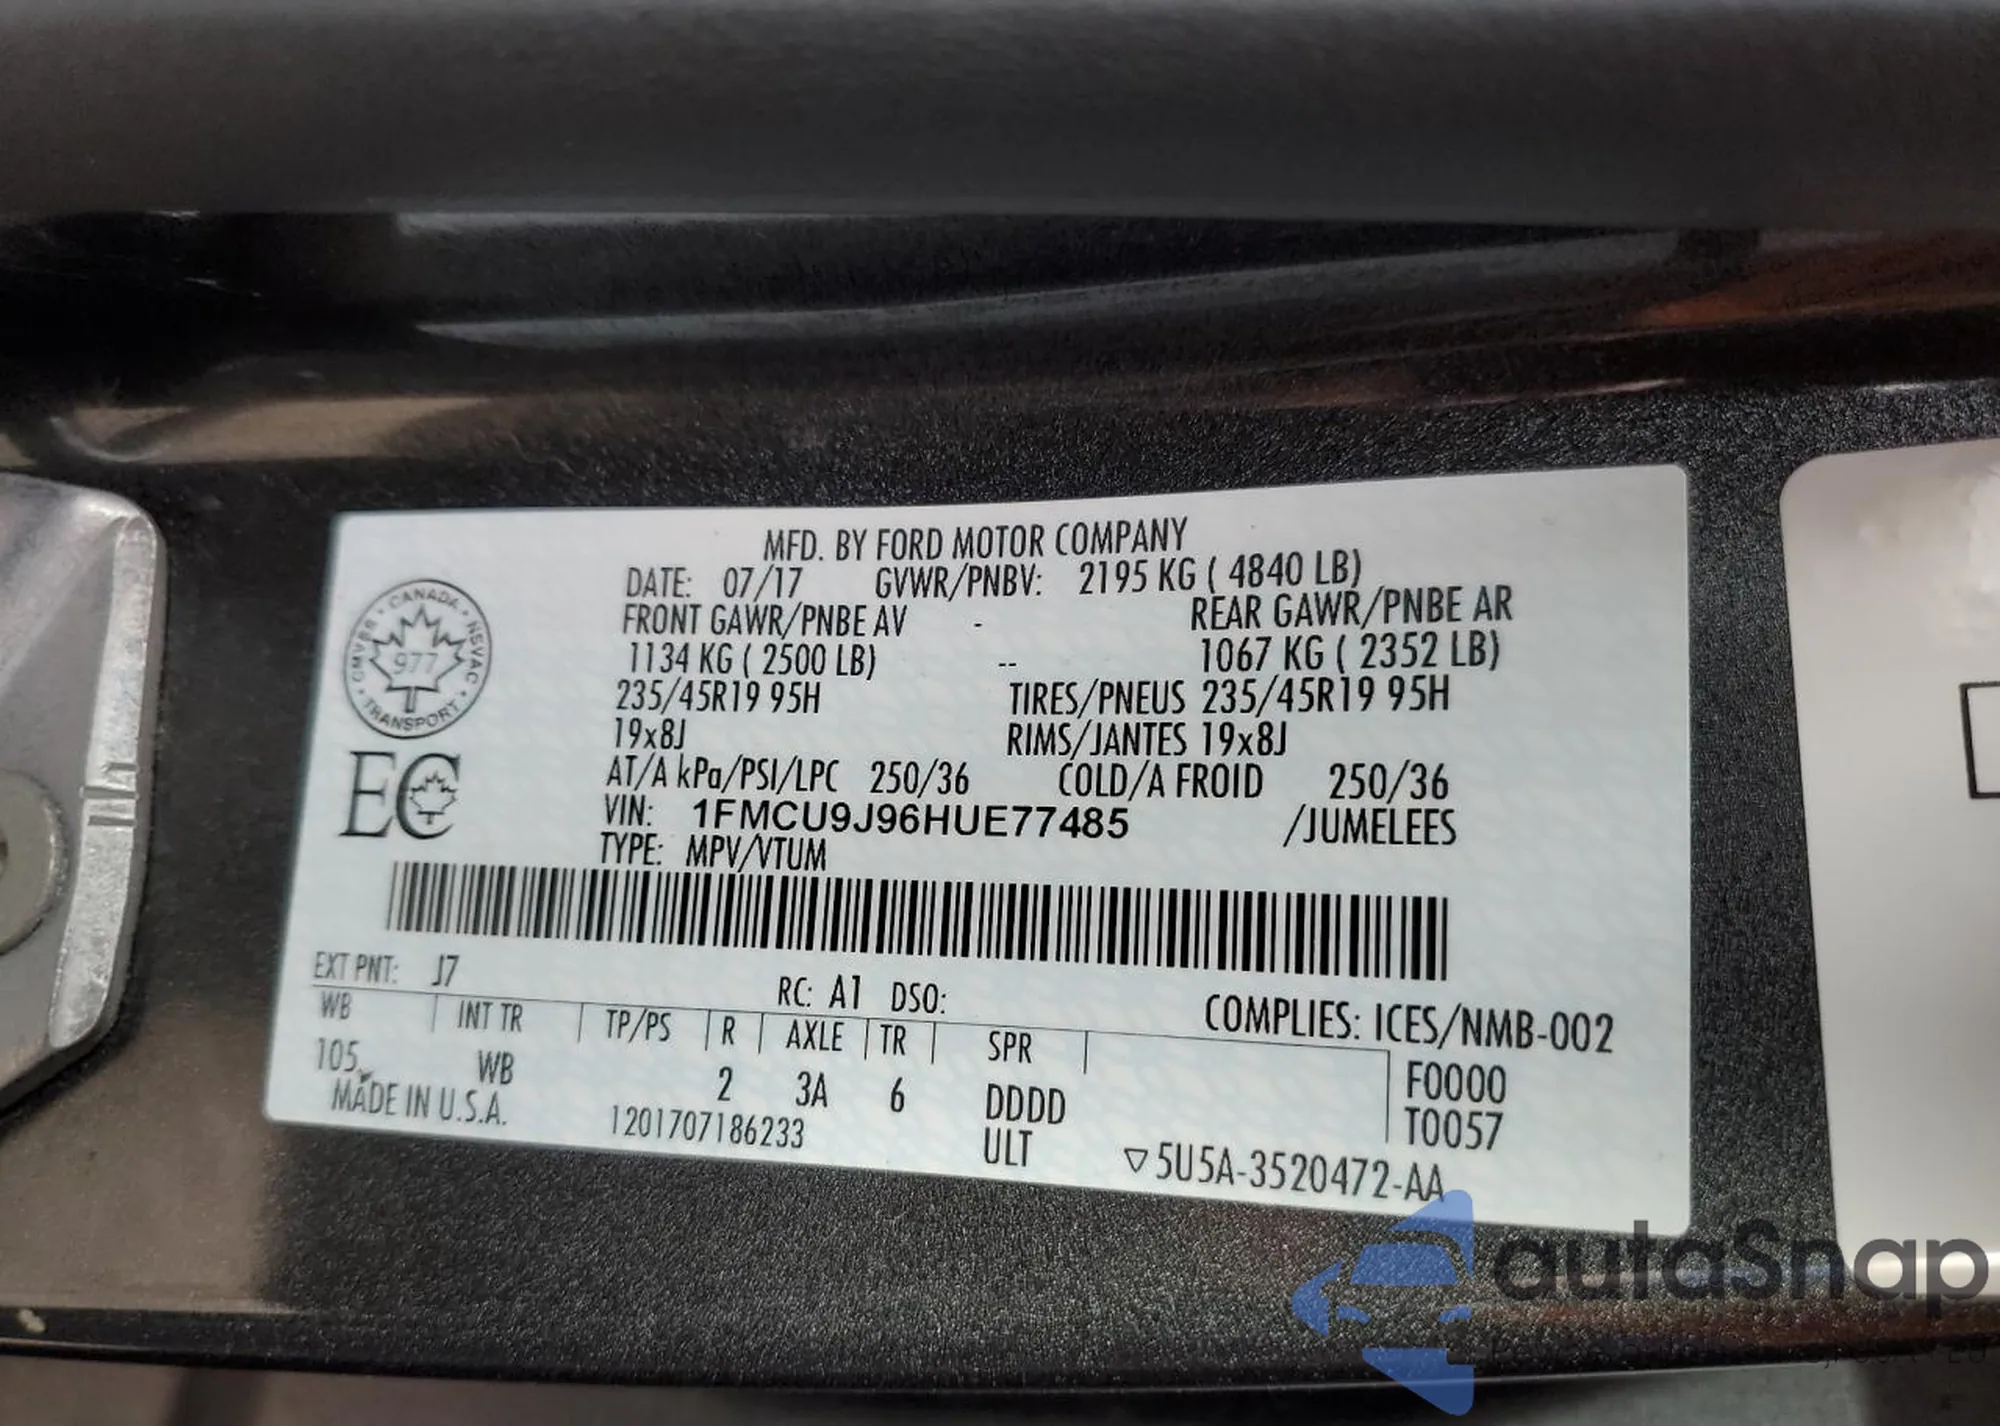 MFD. BY FORD MOTOR COMPANY
DATE: 07/17 GVWR/PNBV: 2195 KG ( 4840 LB)
FRONT GAWR/PNBE AV - REAR GAWR/PNBE AR
1134 KG ( 2500 LB) -- 1067 KG ( 2352 LB)
235/45R19 95H TIRES/PNEUS 235/45R19 95H
19x8J RIMS/JANTES 19x8J
AT/A kPa/PSI/LPC 250/36 COLD/A FROID 250/36
VIN: 1FMCU9J96HUE77485 /JUMELEES
TYPE: MPV/VTUM
CANADA
CMVSS NSVAC
977
TRANSPORT
EC
EXT PNT: J7 RC: A1 DSO: COMPLIES: ICES/NMB-002
WB INT TR TP/PS R AXLE TR SPR F0000
105 WB 2 3A 6 DDDD T0057
MADE IN U.S.A. 1201707186233 ULT ▽5U5A-3520472-AA
autaSnap